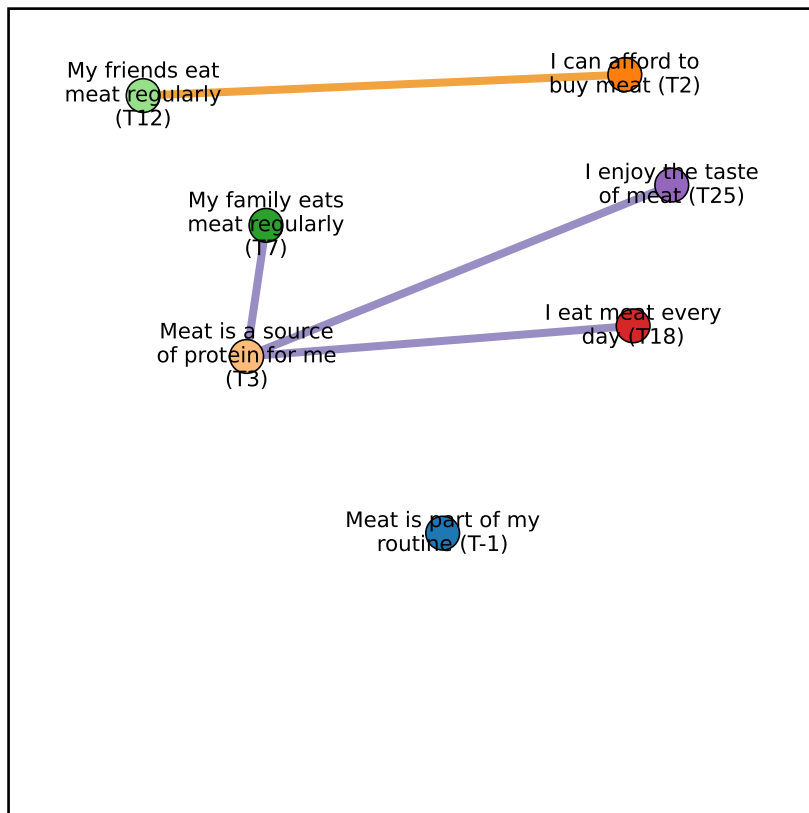 My friends eat
meat regularly
(T12)
I can afford to
buy meat (T2)
I enjoy the taste
of meat (T25)
My family eats
meat regularly
(T7)
I eat meat every
day (T18)
Meat is a source
of protein for me
(T3)
Meat is part of my
routine (T-1)